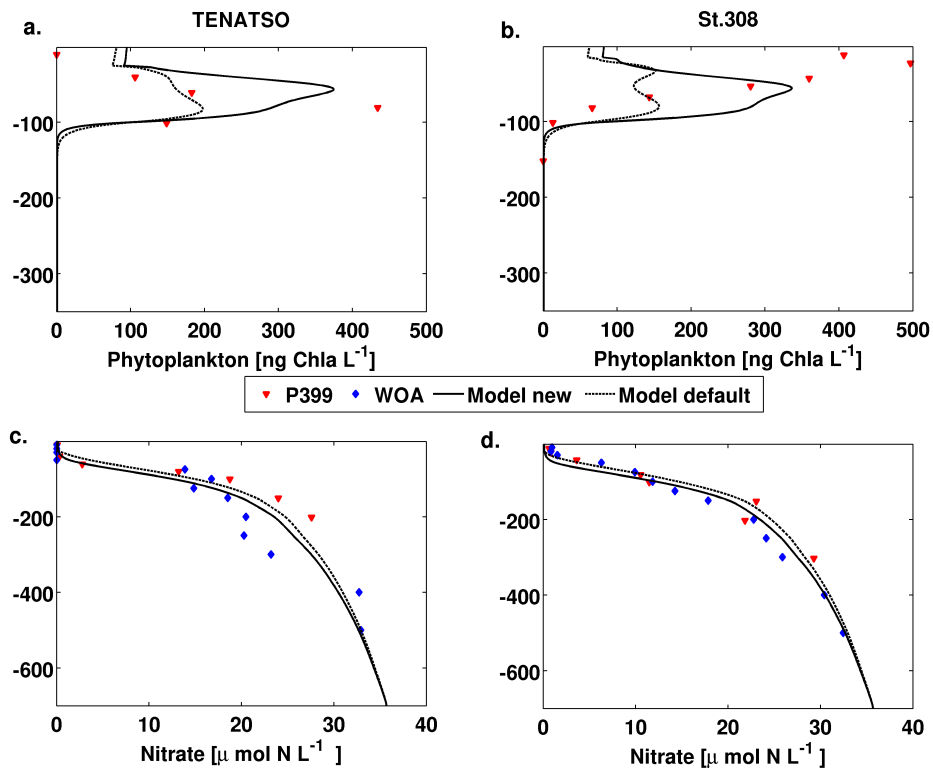 TENATSO
St.308
a.
b.
-100
-200
-300
0 100 200 300 400 500
Phytoplankton [ng Chla L-1]
-100
-200
-300
0 100 200 300 400 500
Phytoplankton [ng Chla L-1]
P399 WOA Model new Model default
c.
d.
-200
-400
-600
0 10 20 30 40
Nitrate [μ mol N L-1 ]
-200
-400
-600
0 10 20 30 40
Nitrate [μ mol N L-1 ]